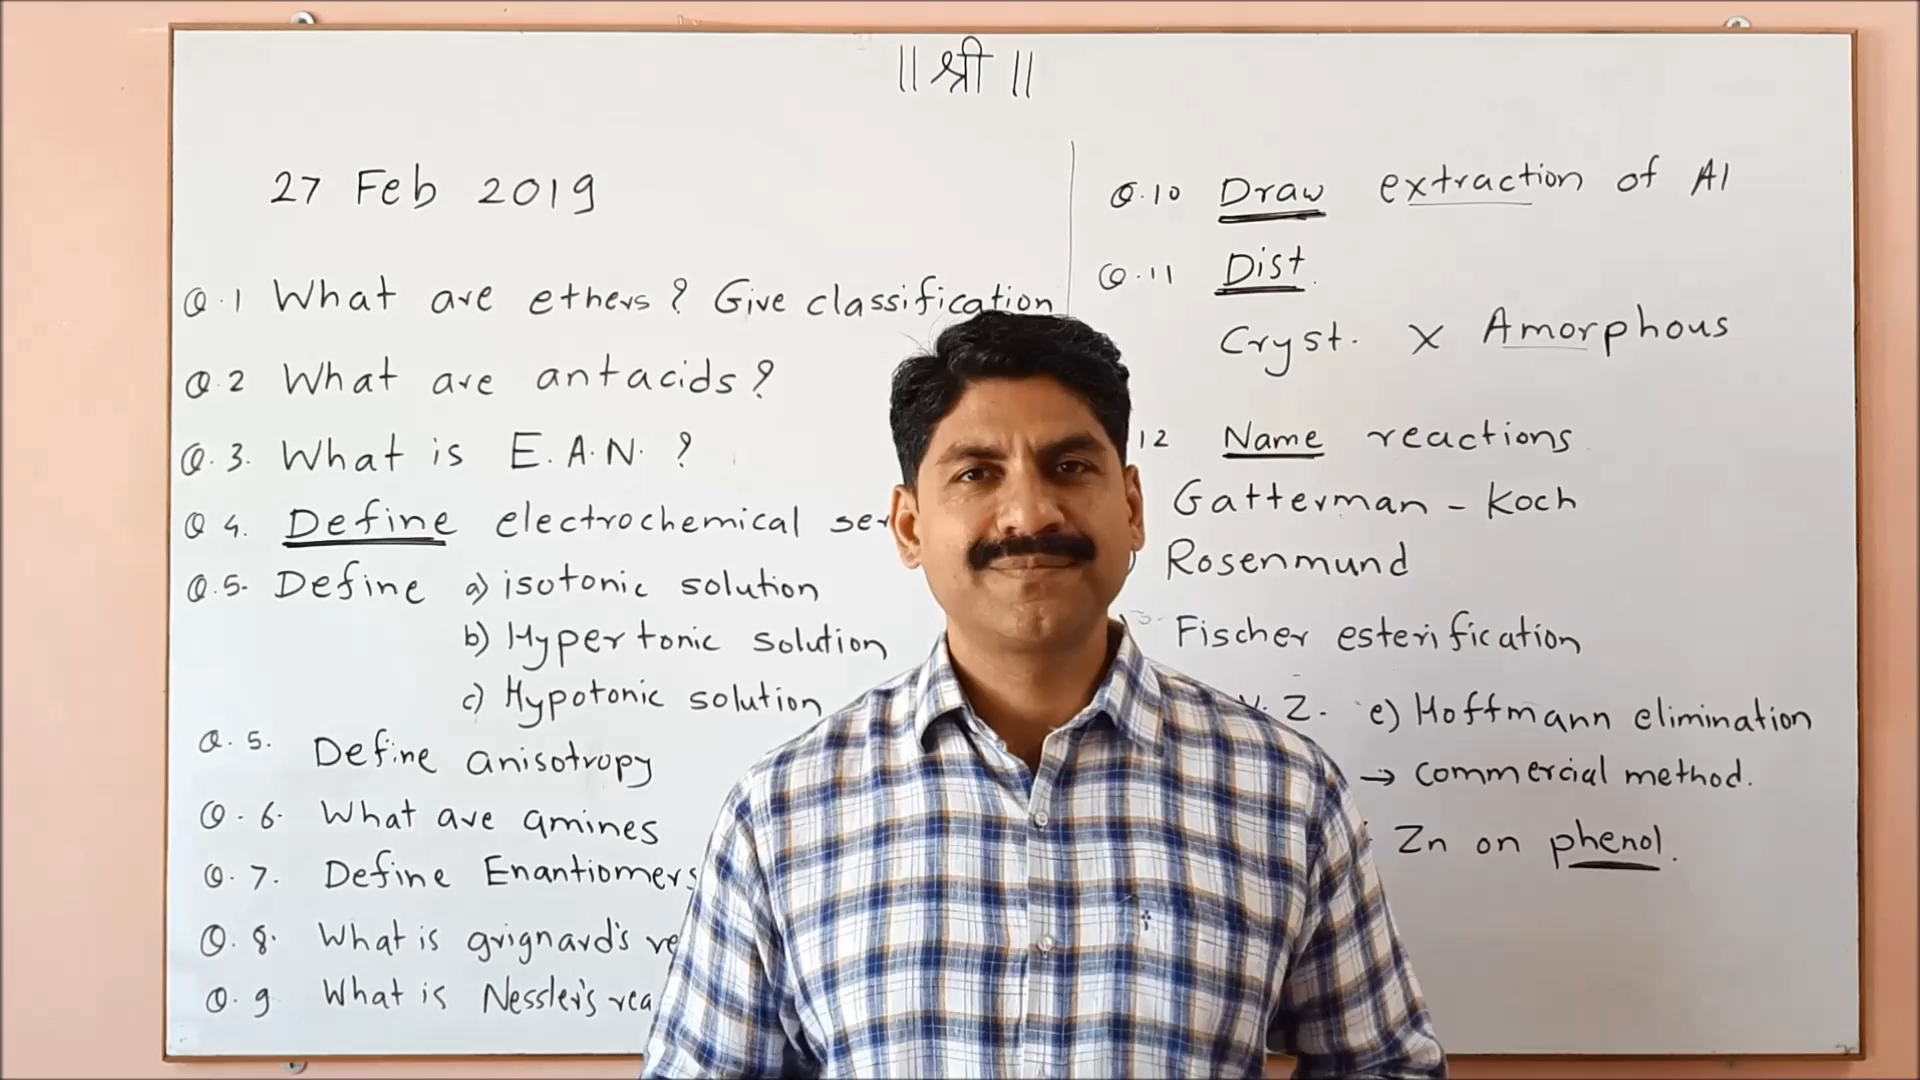 || श्री ||
27 Feb 2019
Q.1 What are ethers? Give classification
Q.2 What are antacids?
Q.3. What is E.A.N. ?
Q 4. Define electrochemical
Q.5- Define a) isotonic solution
b) Hypertonic solution
c) Hypotonic solution
Q.5. Define anisotropy
Q.6. What are amines
Q.7. Define Enantiomers
Q.8. What is grignard's
Q.9 What is Nessler's
Q.10 Draw extraction of Al
Q.11 Dist.
Cryst. X Amorphous
12 Name reactions
Gatterman - Koch
Rosenmund
Fischer esterification
Z. e) Hoffmann elimination
→ commercial method.
Zn on phenol.